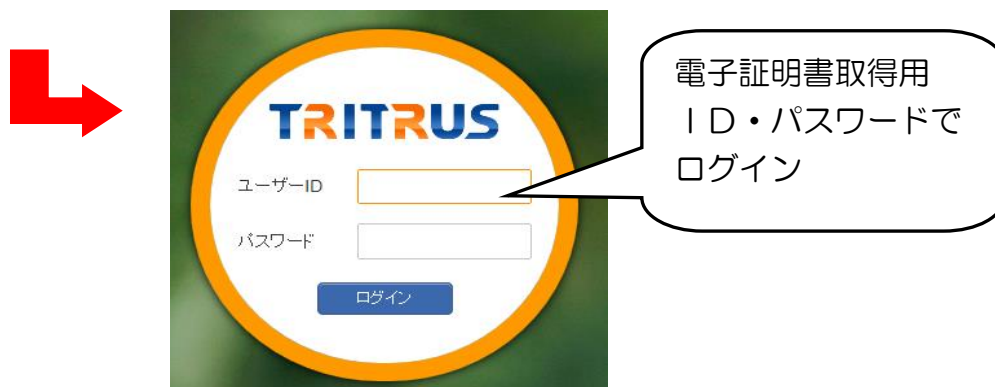 TRITRUS
ユーザーID
パスワード
ログイン
電子証明書取得用
ＩＤ・パスワードで
ログイン